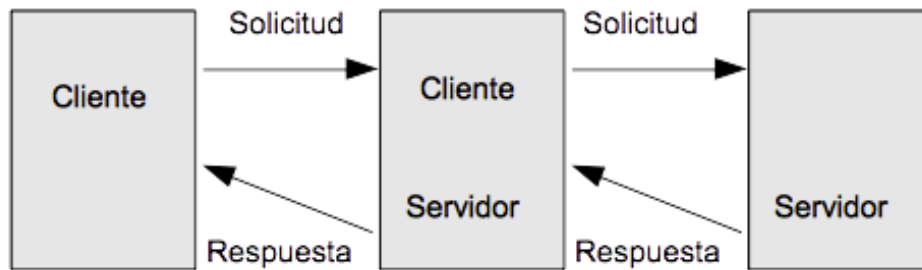 Solicitud
Solicitud
Cliente
Cliente
Servidor
Servidor
Respuesta
Respuesta